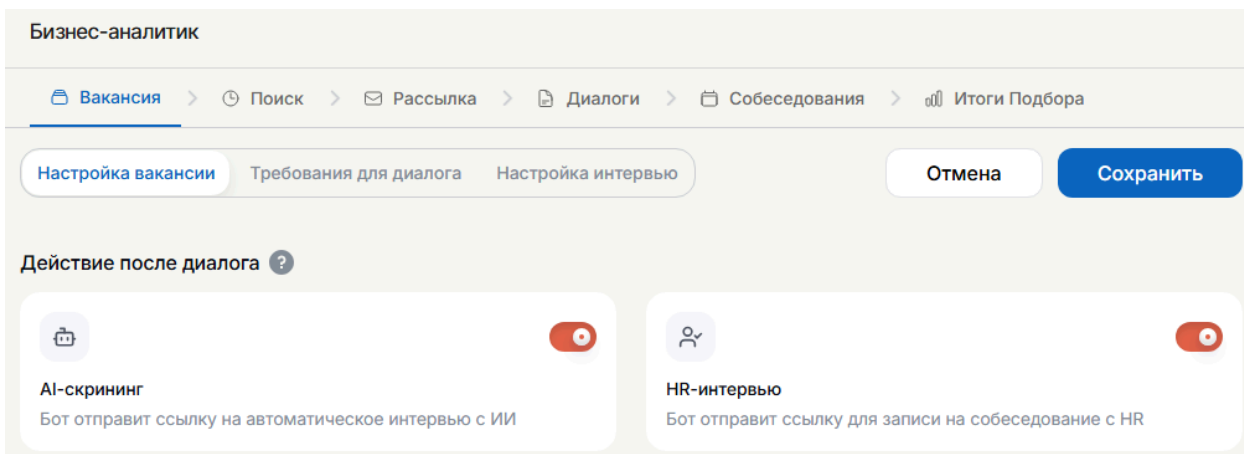 Бизнес-аналитик
Вакансия > Поиск > Рассылка > Диалоги > Собеседования > Итоги Подбора
Настройка вакансии Требования для диалога Настройка интервью Отмена Сохранить
Действие после диалога ?
AI-скрининг HR-интервью
Бот отправит ссылку на автоматическое интервью с ИИ Бот отправит ссылку для записи на собеседование с HR